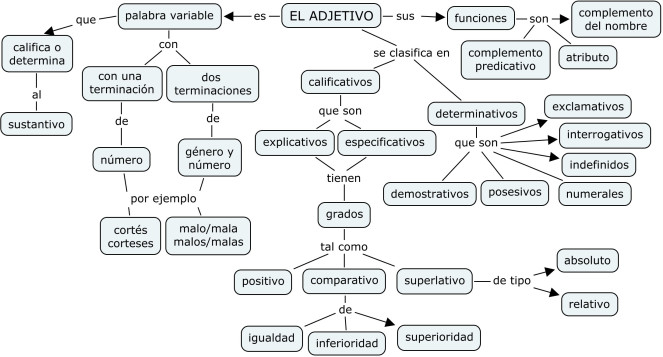 que
palabra variable
es
EL ADJETIVO
sus
funciones
son
complemento
del nombre
califica o
determina
con
se clasifica en
complemento
predicativo
atributo
con una
terminación
dos
terminaciones
calificativos
al
determinativos
exclamativos
que son
sustantivo
de
de
explicativos
especificativos
que son
interrogativos
número
género y
número
indefinidos
tienen
demostrativos
posesivos
numerales
por ejemplo
grados
cortés
corteses
malo/mala
malos/malas
tal como
absoluto
positivo
comparativo
superlativo
de tipo
relativo
de
igualdad
inferioridad
superioridad